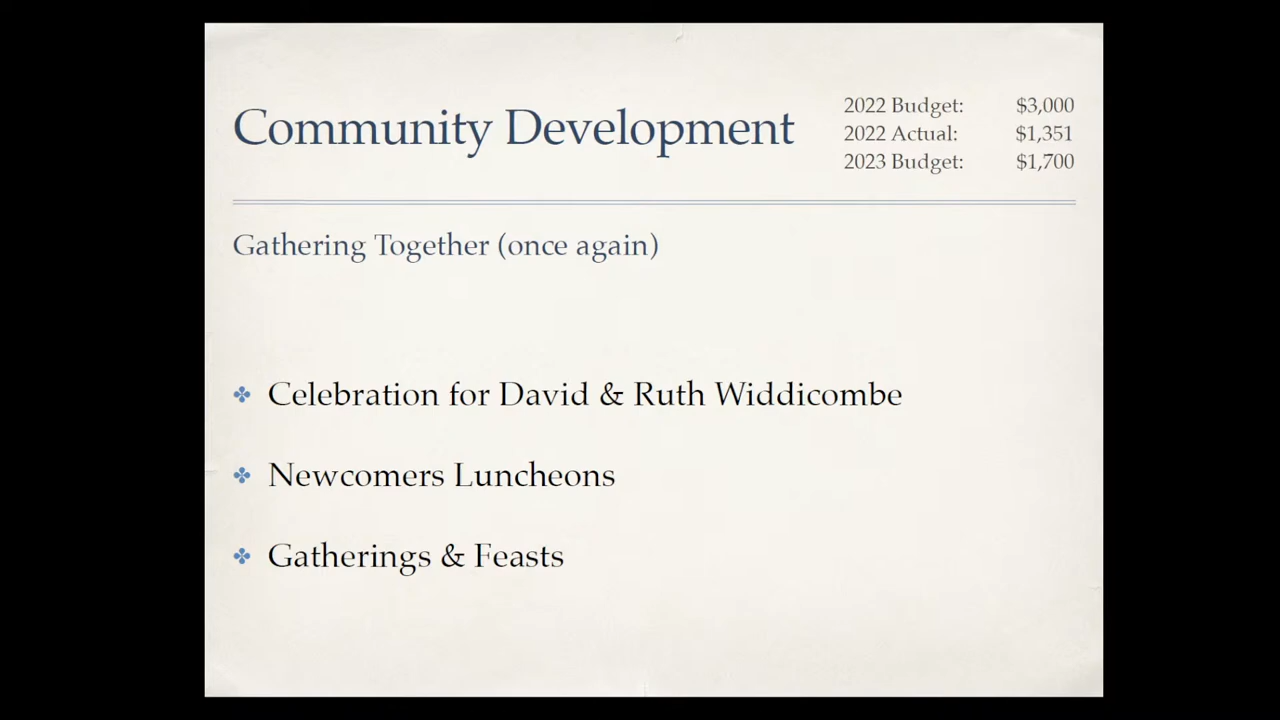 Community Development
2022 Budget: $3,000
2022 Actual: $1,351
2023 Budget: $1,700
Gathering Together (once again)
Celebration for David & Ruth Widdicombe
Newcomers Luncheons
Gatherings & Feasts